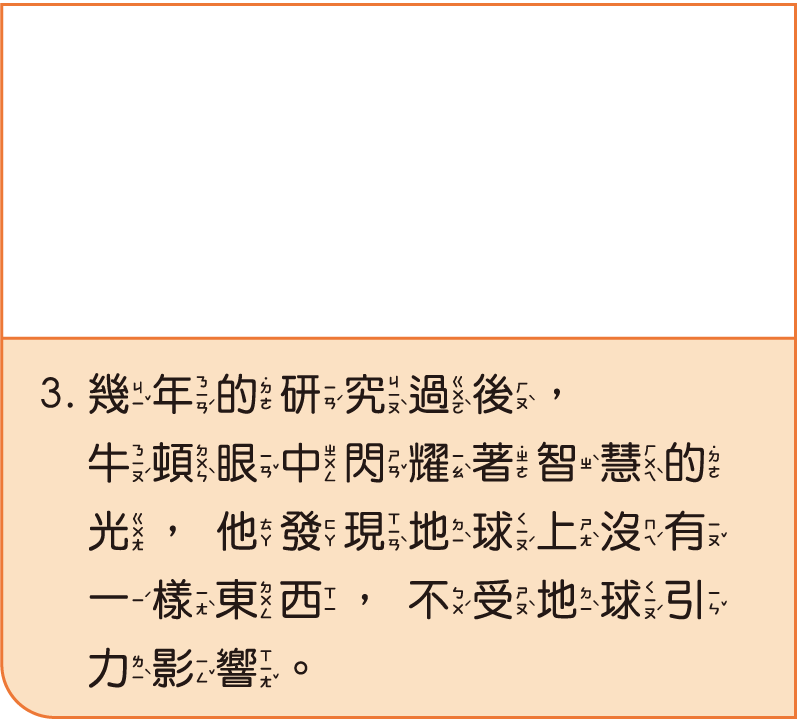 3. 幾年的研究過後，
牛頓眼中閃耀著智慧的
光，他發現地球上沒有
一樣東西，不受地球引
力影響。